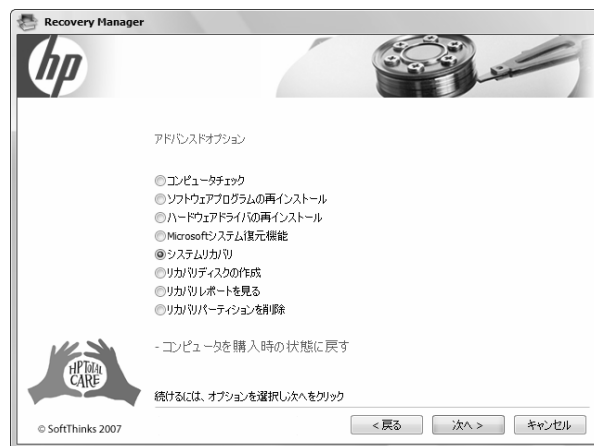 Recovery Manager
hp
アドバンスドオプション
コンピュータチェック
ソフトウェアプログラムの再インストール
ハードウェアドライバの再インストール
Microsoftシステム復元機能
システムリカバリ
リカバリディスクの作成
リカバリレポートを見る
リカバリパーティションを削除
- コンピュータを購入時の状態に戻す
HP TOTAL
CARE
続けるには、オプションを選択し次へをクリック
© SoftThinks 2007
< 戻る
次へ >
キャンセル